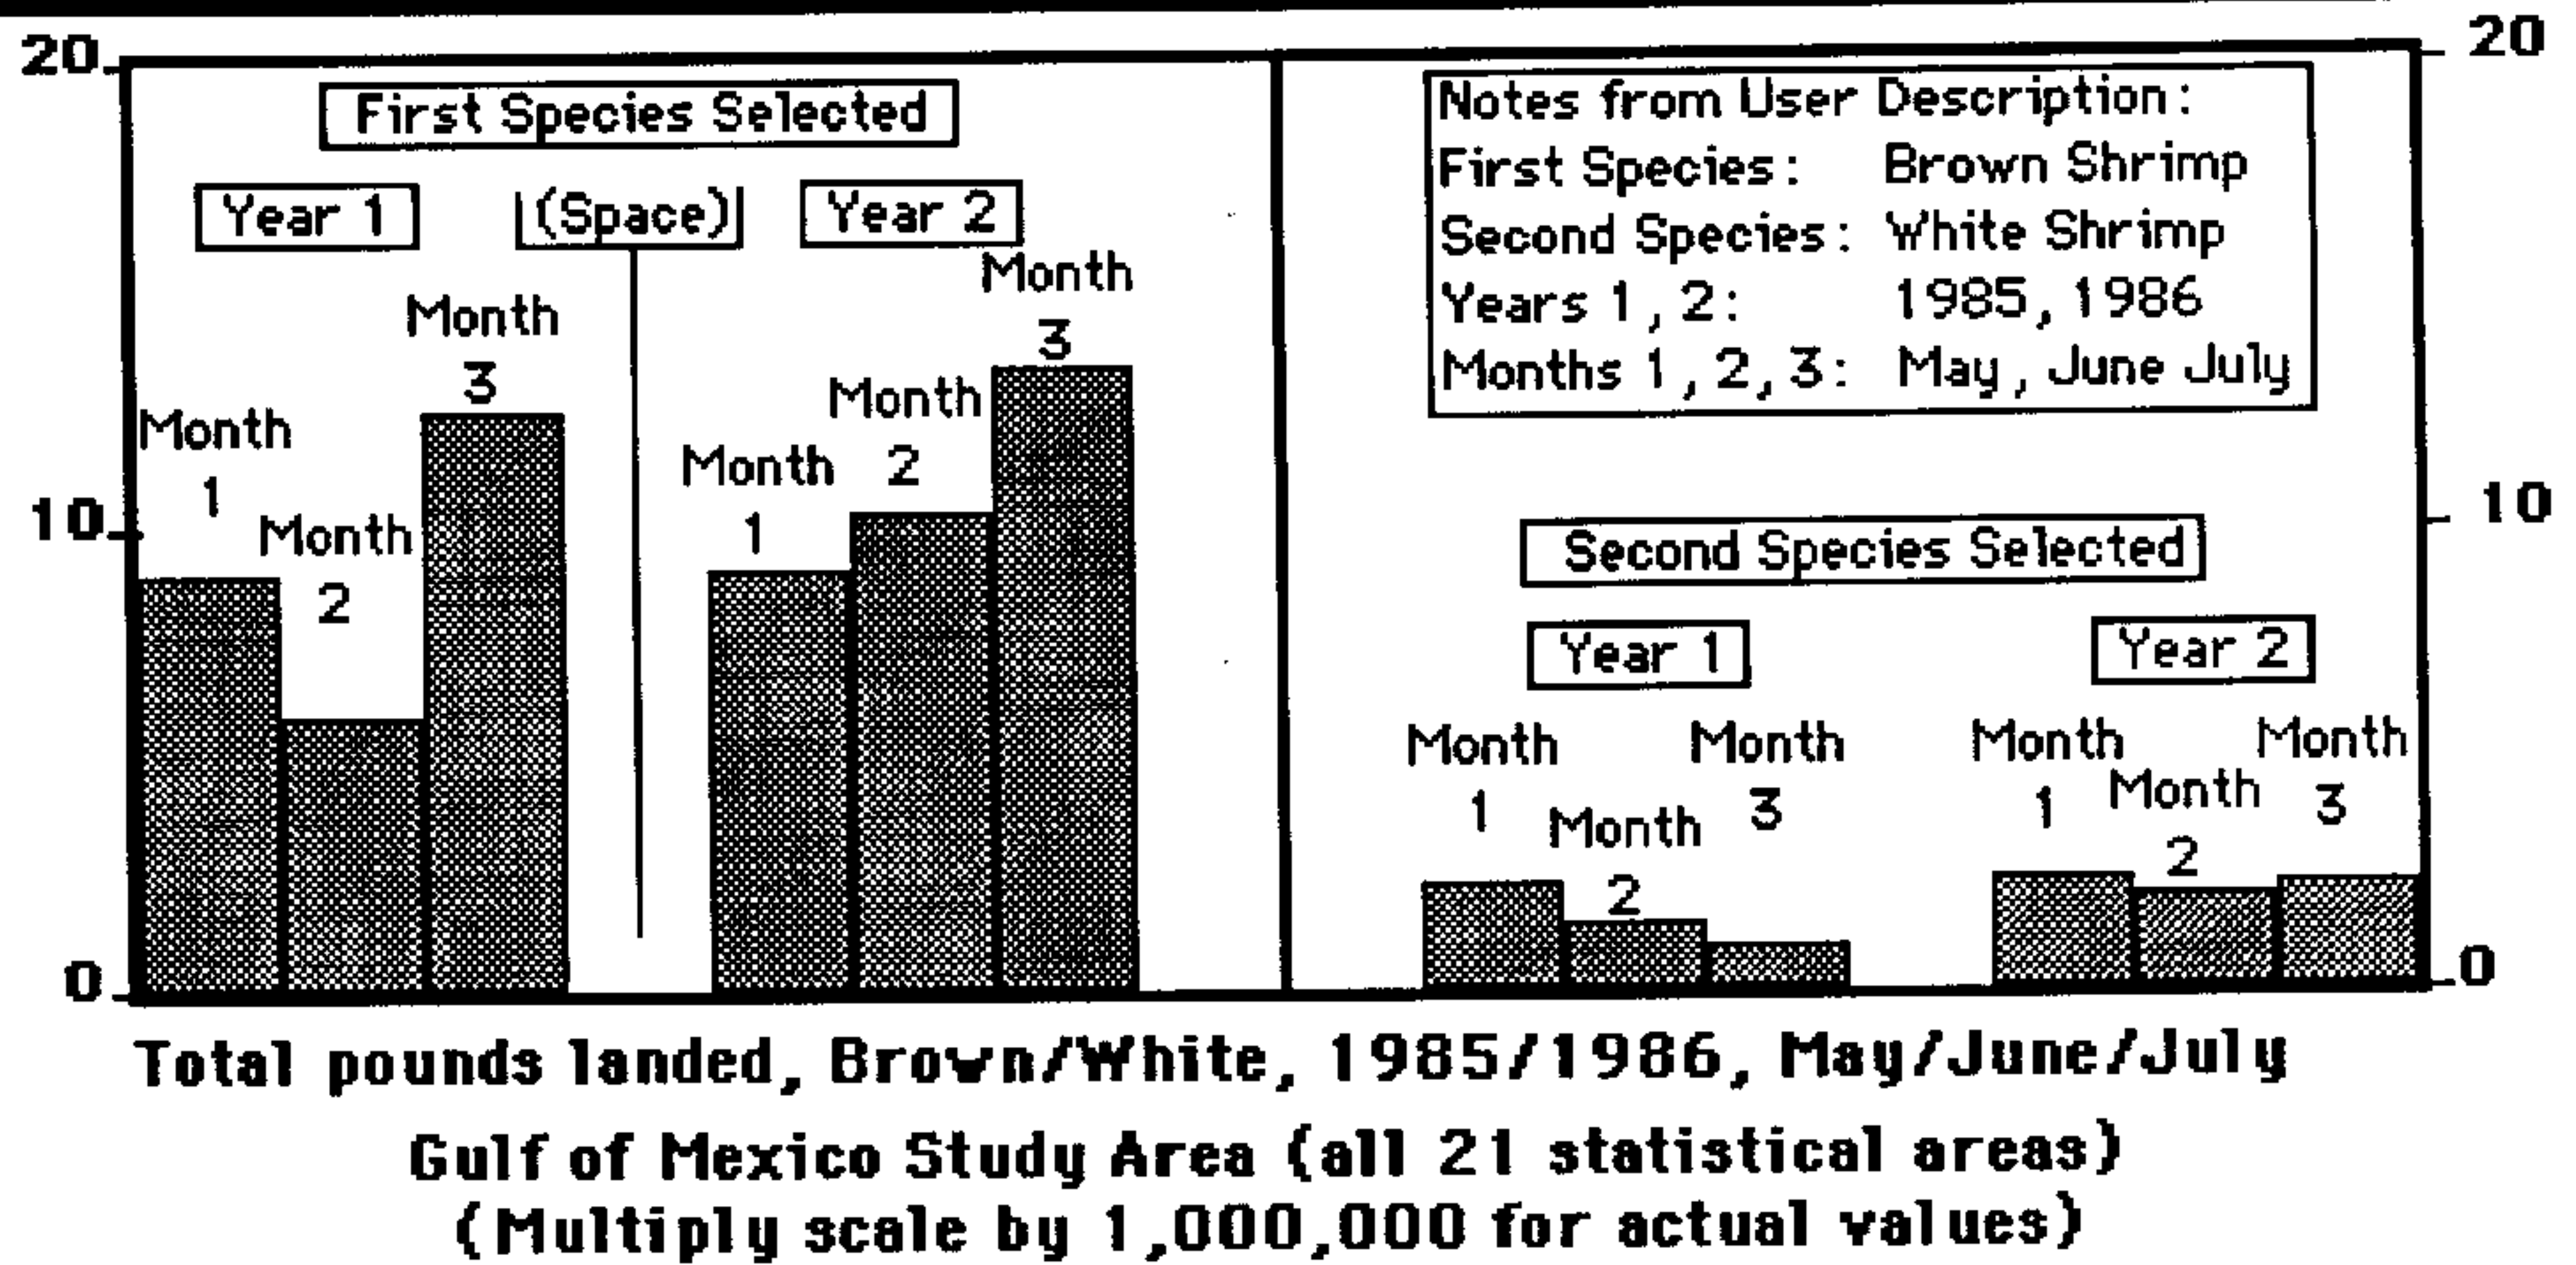 20
20
First Species Selected
Year 1
(Space)
Year 2
Month
1
Month
2
Month
3
Month
1
Month
2
Month
3
Notes from User Description:
First Species: Brown Shrimp
Second Species: White Shrimp
Years 1, 2: 1985, 1986
Months 1, 2, 3: May, June July
10
10
Second Species Selected
Year 1
Year 2
Month
1
Month
2
Month
3
Month
1
Month
2
Month
3
0
0
Total pounds landed, Brown/White, 1985/1986, May/June/July
Gulf of Mexico Study Area (all 21 statistical areas)
(Multiply scale by 1,000,000 for actual values)